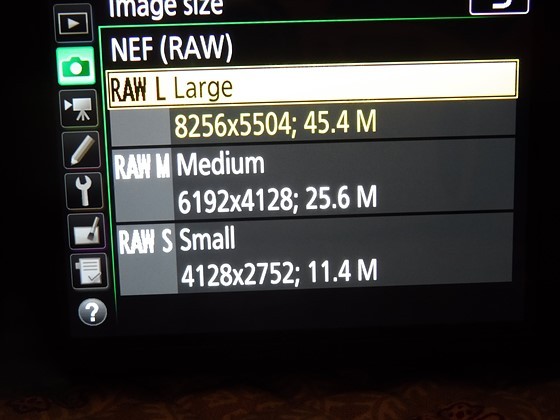 Image size
NEF (RAW)
RAW L Large
8256x5504; 45.4 M
RAW M Medium
6192x4128; 25.6 M
RAW S Small
4128x2752; 11.4 M
?